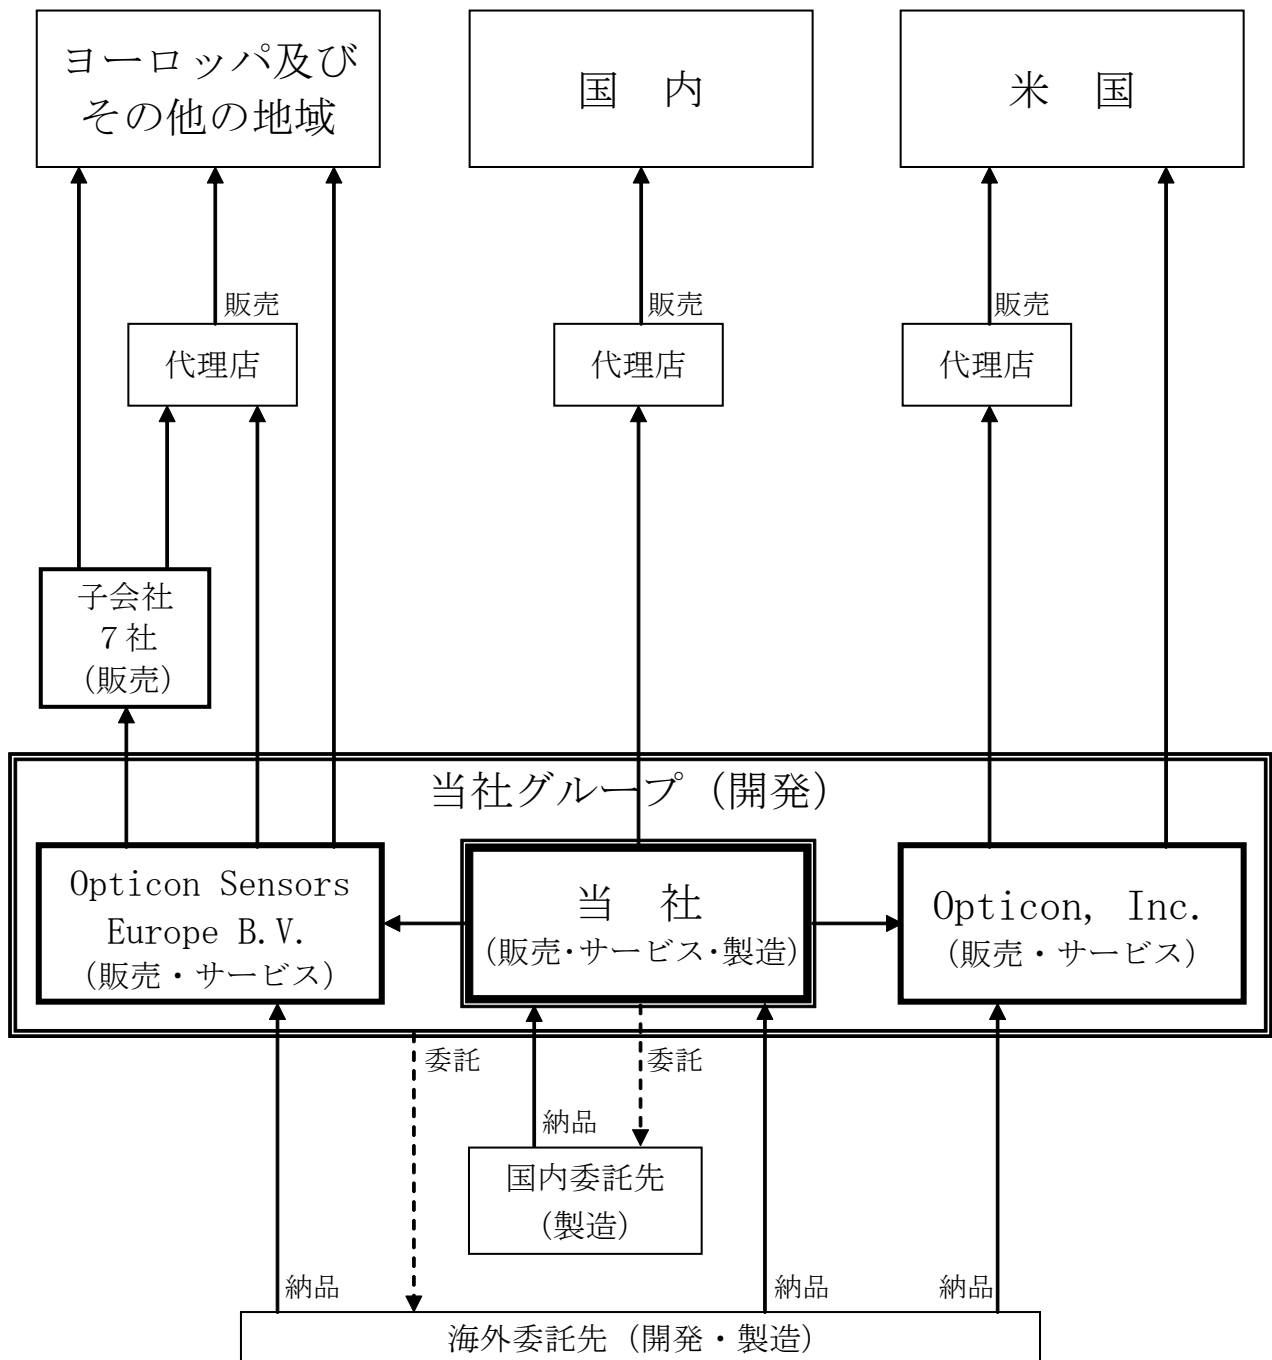 ヨーロッパ及び
その他の地域
国 内
米 国
販売
販売
販売
代理店
代理店
代理店
子会社
７社
（販売）
当社グループ（開発）
Opticon Sensors
Europe B.V.
（販売・サービス）
当 社
（販売・サービス・製造）
Opticon, Inc.
（販売・サービス）
委託
委託
納品
国内委託先
（製造）
納品
納品
納品
海外委託先（開発・製造）